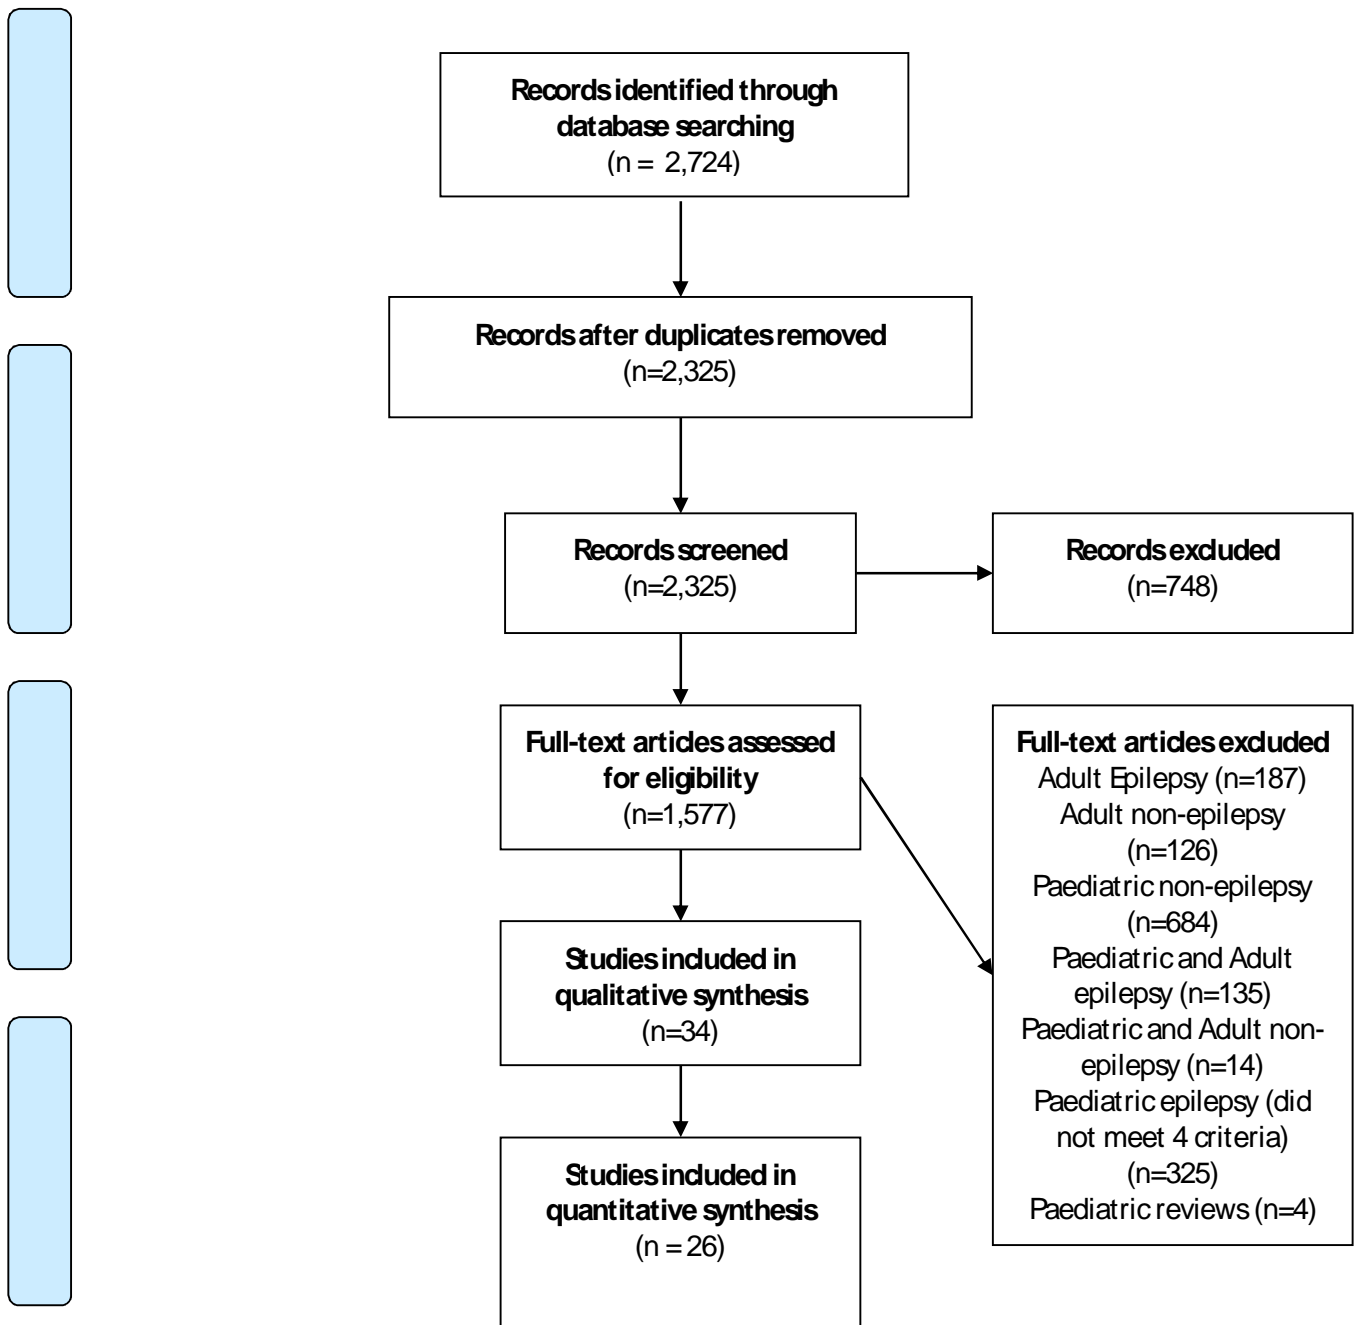 Records identified through
database searching
(n = 2,724)
Records after duplicates removed
(n=2,325)
Records screened
(n=2,325)
Records excluded
(n=748)
Full-text articles assessed
for eligibility
(n=1,577)
Full-text articles excluded
Adult Epilepsy (n=187)
Adult non-epilepsy
(n=126)
Paediatric non-epilepsy
(n=684)
Paediatric and Adult
epilepsy (n=135)
Paediatric and Adult non-
epilepsy (n=14)
Paediatric epilepsy (did
not meet 4 criteria)
(n=325)
Paediatric reviews (n=4)
Studies included in
qualitative synthesis
(n=34)
Studies included in
quantitative synthesis
(n = 26)